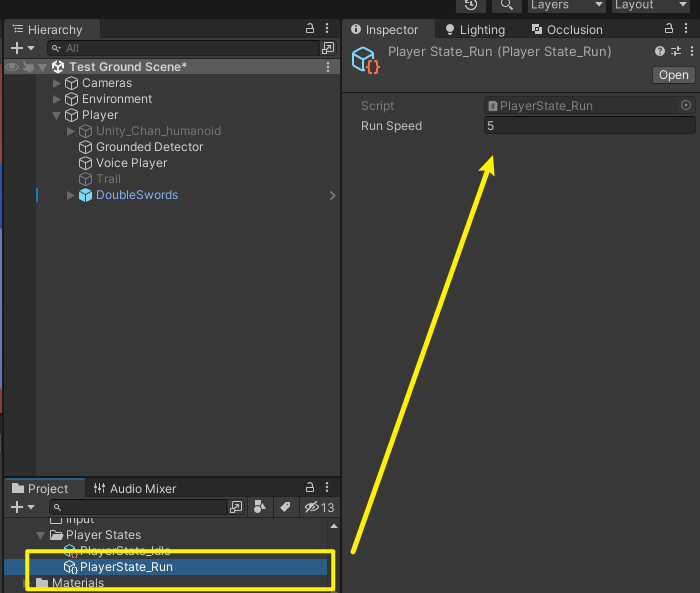 Layers
Layout
Hierarchy
All
Test Ground Scene*
Cameras
Environment
Player
Unity_Chan_humanoid
Grounded Detector
Voice Player
Trail
DoubleSwords
Inspector
Lighting
Occlusion
Player State_Run (Player State_Run)
Open
Script
PlayerState_Run
Run Speed
5
Project
Audio Mixer
13
Input
Player States
PlayerState_Idle
PlayerState_Run
Materials